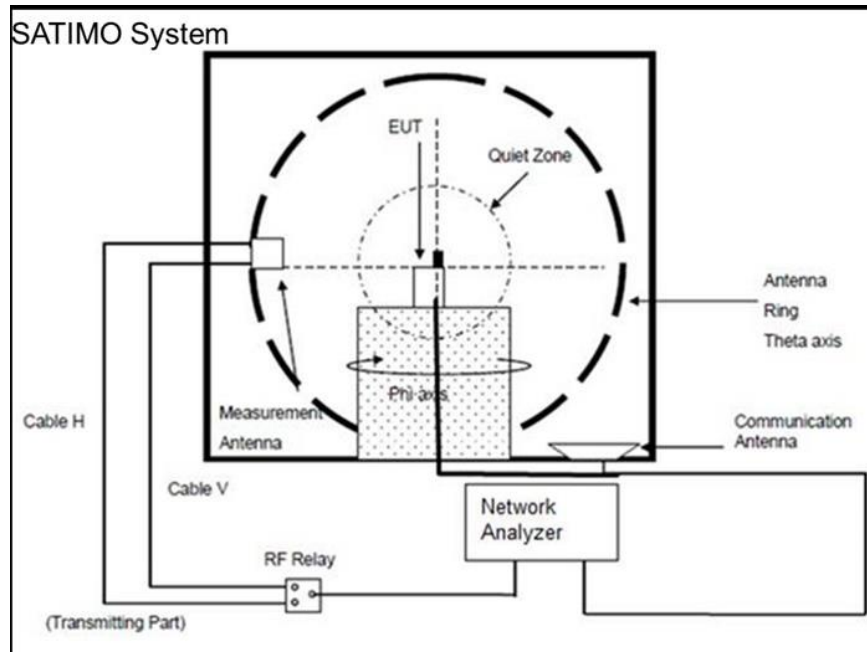 SATIMO System
EUT
Quiet Zone
Antenna
Ring
Theta axis
Phi axis
Measurement
Antenna
Communication
Antenna
Cable H
Cable V
Network
Analyzer
RF Relay
(Transmitting Part)